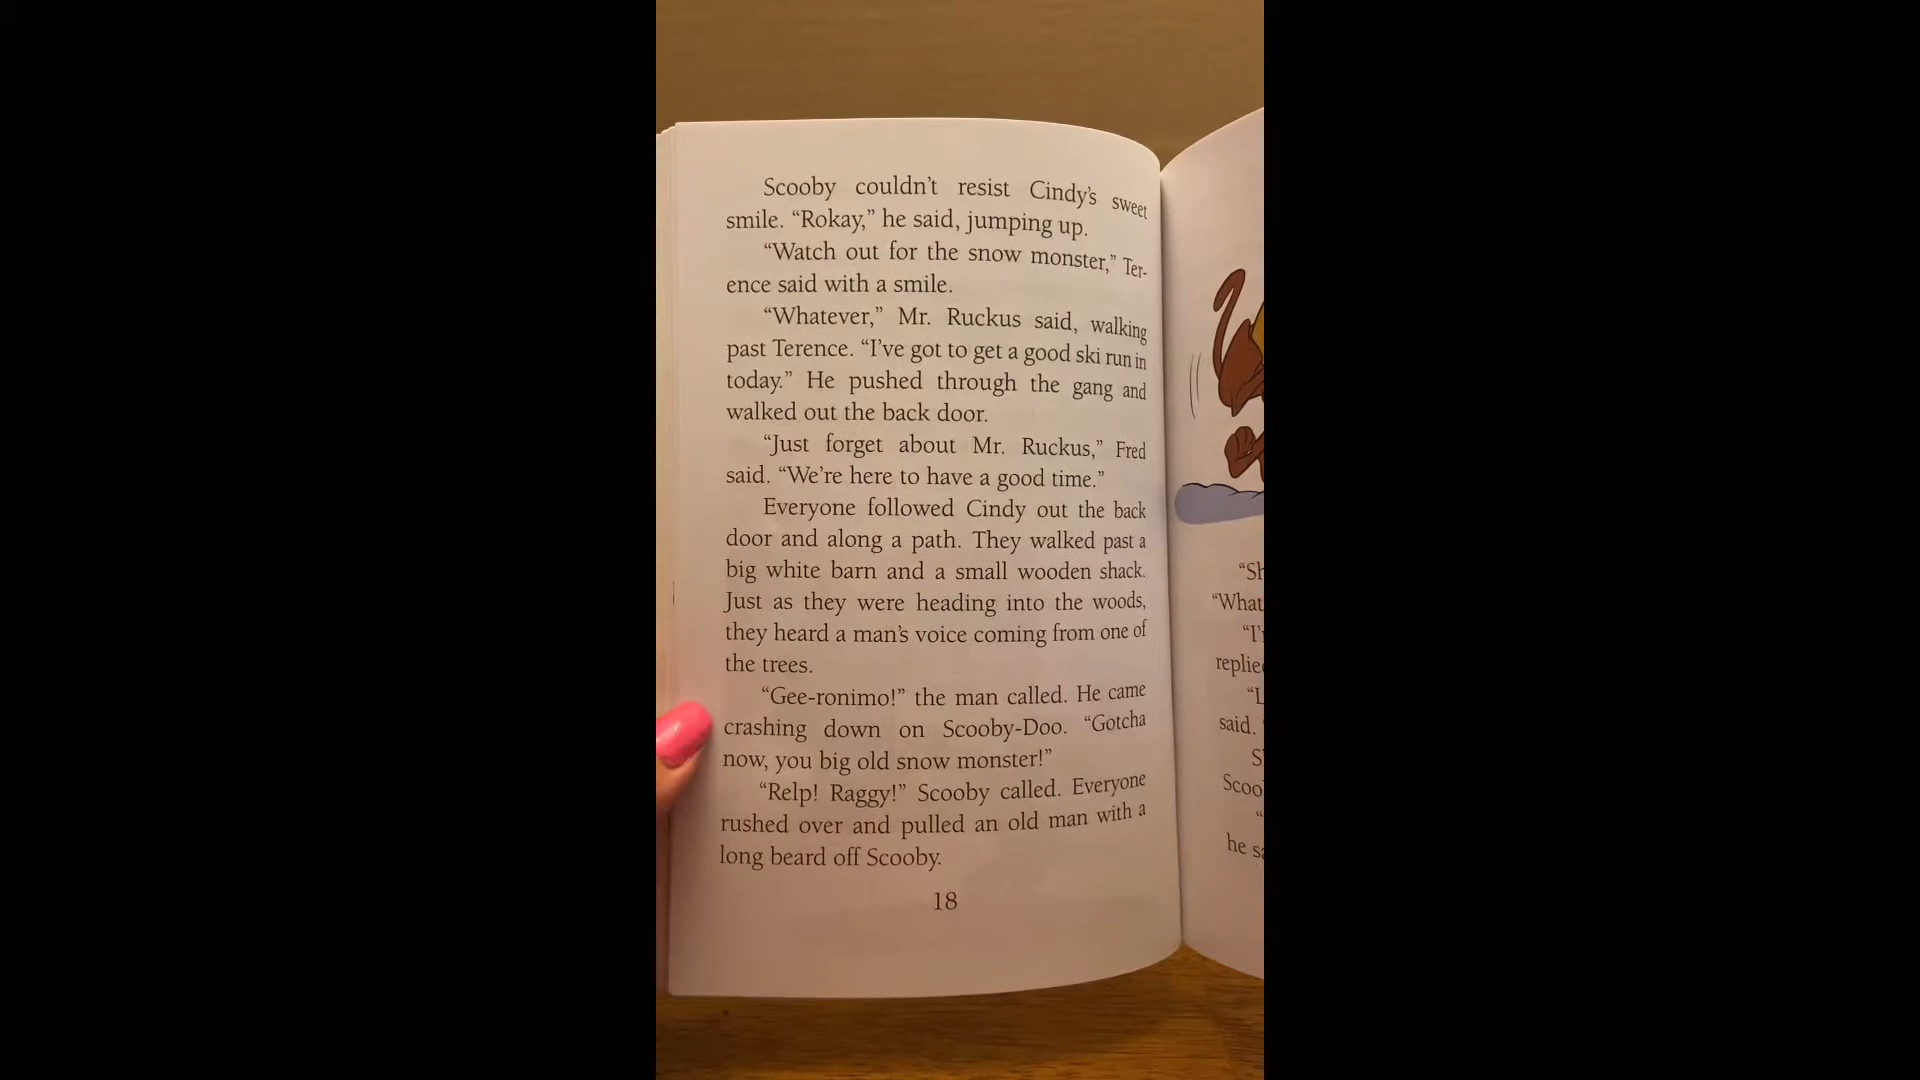 Scooby couldn’t resist Cindy’s sweet
smile. “Rokay,” he said, jumping up.
“Watch out for the snow monster,” Ter-
ence said with a smile.
“Whatever,” Mr. Ruckus said, walking
past Terence. “I’ve got to get a good ski run in
today.” He pushed through the gang and
walked out the back door.
“Just forget about Mr. Ruckus,” Fred
said. “We’re here to have a good time.”
Everyone followed Cindy out the back
door and along a path. They walked past a
big white barn and a small wooden shack.
Just as they were heading into the woods,
they heard a man’s voice coming from one of
the trees.
“Gee-ronimo!” the man called. He came
crashing down on Scooby-Doo. “Gotcha
now, you big old snow monster!”
“Relp! Raggy!” Scooby called. Everyone
rushed over and pulled an old man with a
long beard off Scooby.
18
“What
said.
he